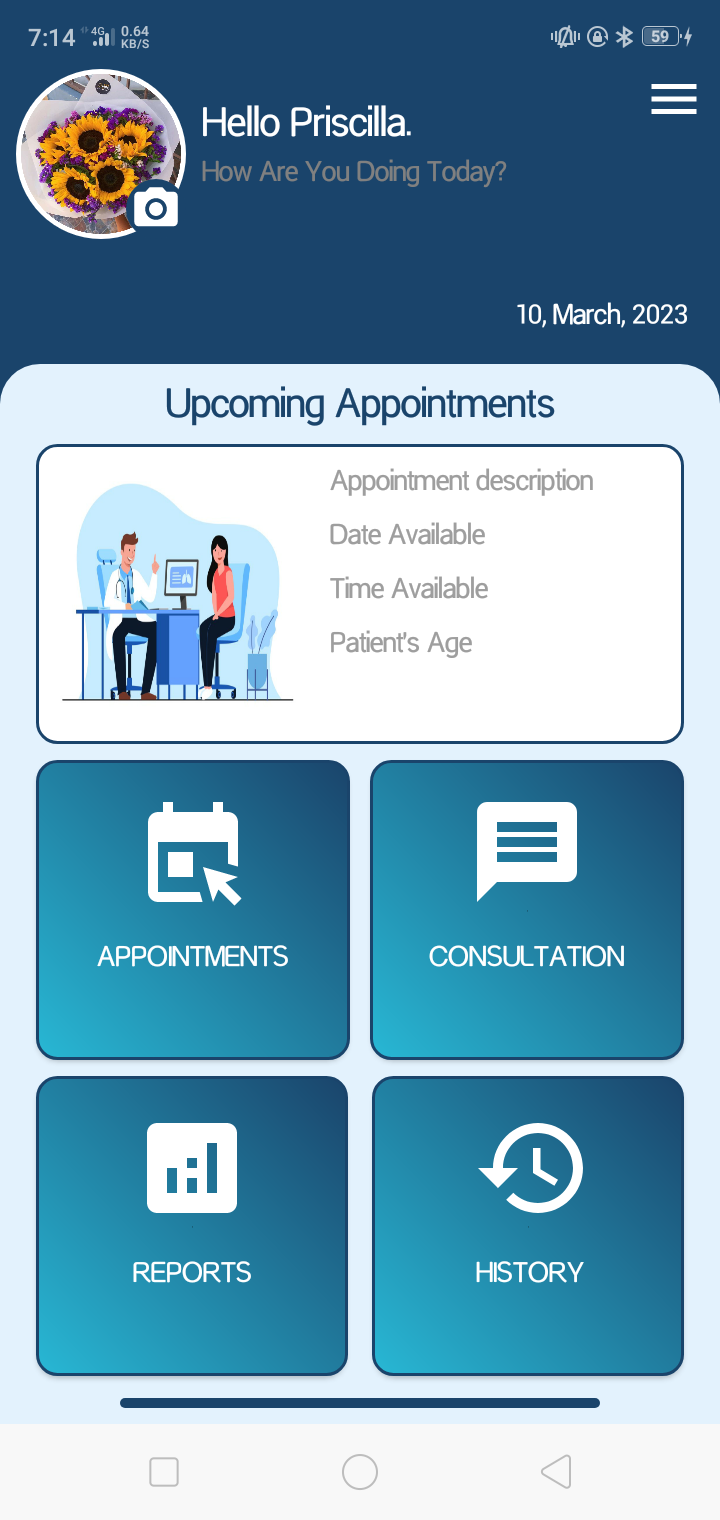 7:14 4G 0.64 KB/S 59
Hello Priscilla.
How Are You Doing Today?
10, March, 2023
Upcoming Appointments
Appointment description
Date Available
Time Available
Patient's Age
APPOINTMENTS
CONSULTATION
REPORTS
HISTORY